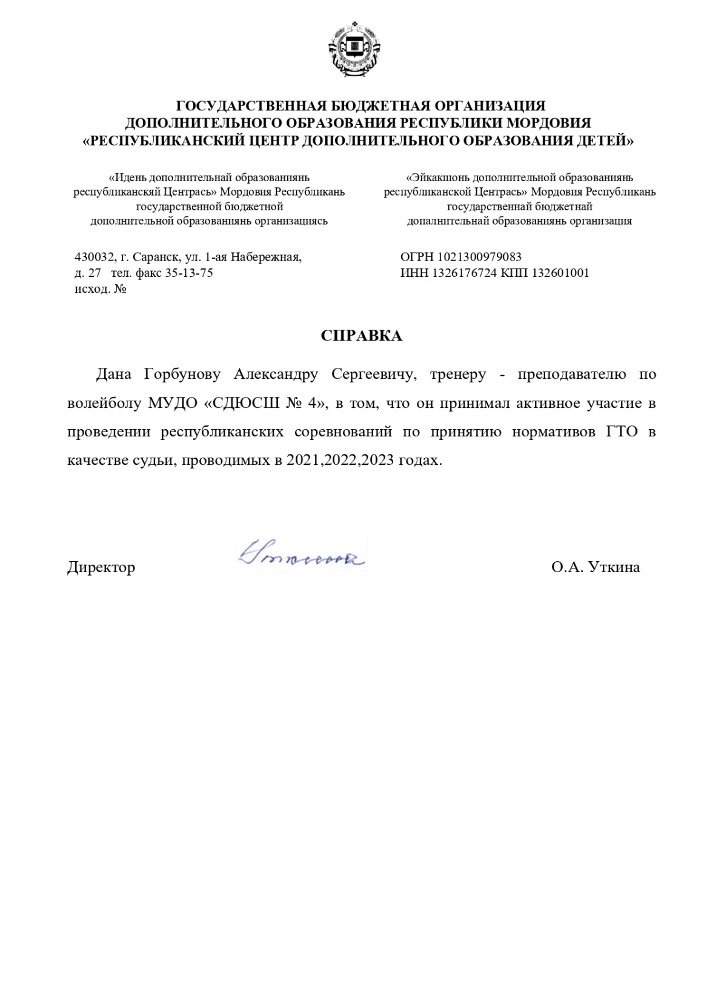 ГОСУДАРСТВЕННАЯ БЮДЖЕТНАЯ ОРГАНИЗАЦИЯ
ДОПОЛНИТЕЛЬНОГО ОБРАЗОВАНИЯ РЕСПУБЛИКИ МОРДОВИЯ
«РЕСПУБЛИКАНСКИЙ ЦЕНТР ДОПОЛНИТЕЛЬНОГО ОБРАЗОВАНИЯ ДЕТЕЙ»
«Идень дополнительнай образованиянь
республиканскяй Центрась» Мордовия Республикань
государственной бюджетной
дополнительной образованиянь организациясь
«Эйкакшонь дополнительной образованиянь
республиканской Центрась» Мордовия Республикань
государственнай бюджетнай
допалнительнай образованиянь организация
430032, г. Саранск, ул. 1-ая Набережная,
д. 27 тел. факс 35-13-75
исход. №
ОГРН 1021300979083
ИНН 1326176724 КПП 132601001
СПРАВКА
Дана Горбунову Александру Сергеевичу, тренеру - преподавателю по
волейболу МУДО «СДЮСШ № 4», в том, что он принимал активное участие в
проведении республиканских соревнований по принятию нормативов ГТО в
качестве судьи, проводимых в 2021,2022,2023 годах.
Директор
О.А. Уткина